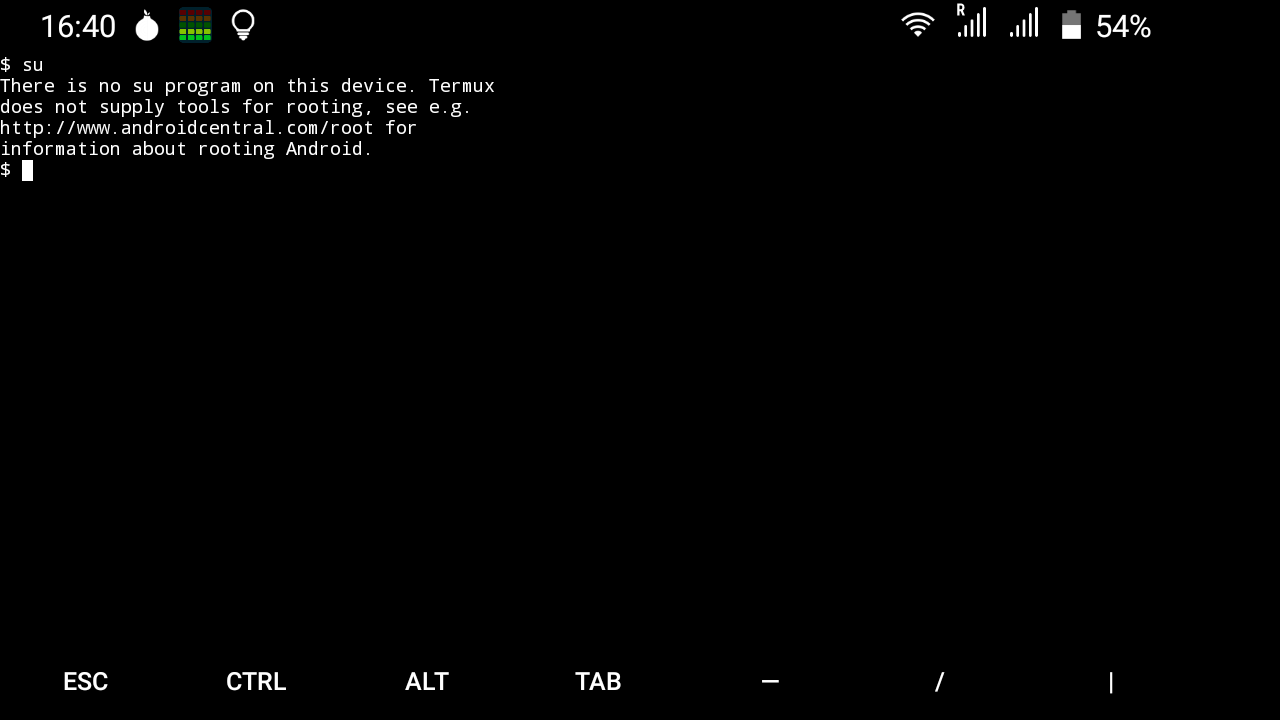 16:40 R 54%
$ su
There is no su program on this device. Termux
does not supply tools for rooting, see e.g.
http://www.androidcentral.com/root for
information about rooting Android.
$
ESC CTRL ALT TAB — / |